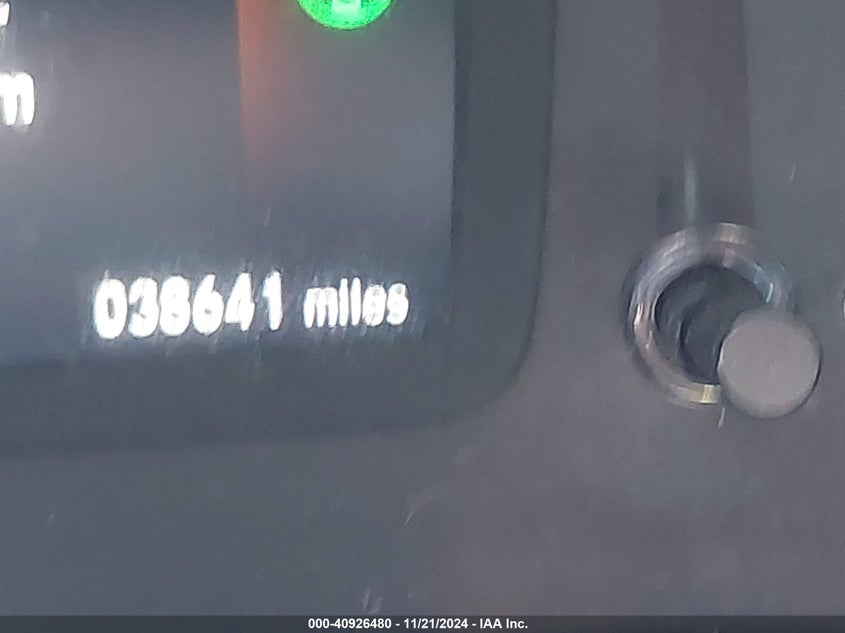 m
038641 miles
000-40926480 - 11/21/2024 - IAA Inc.